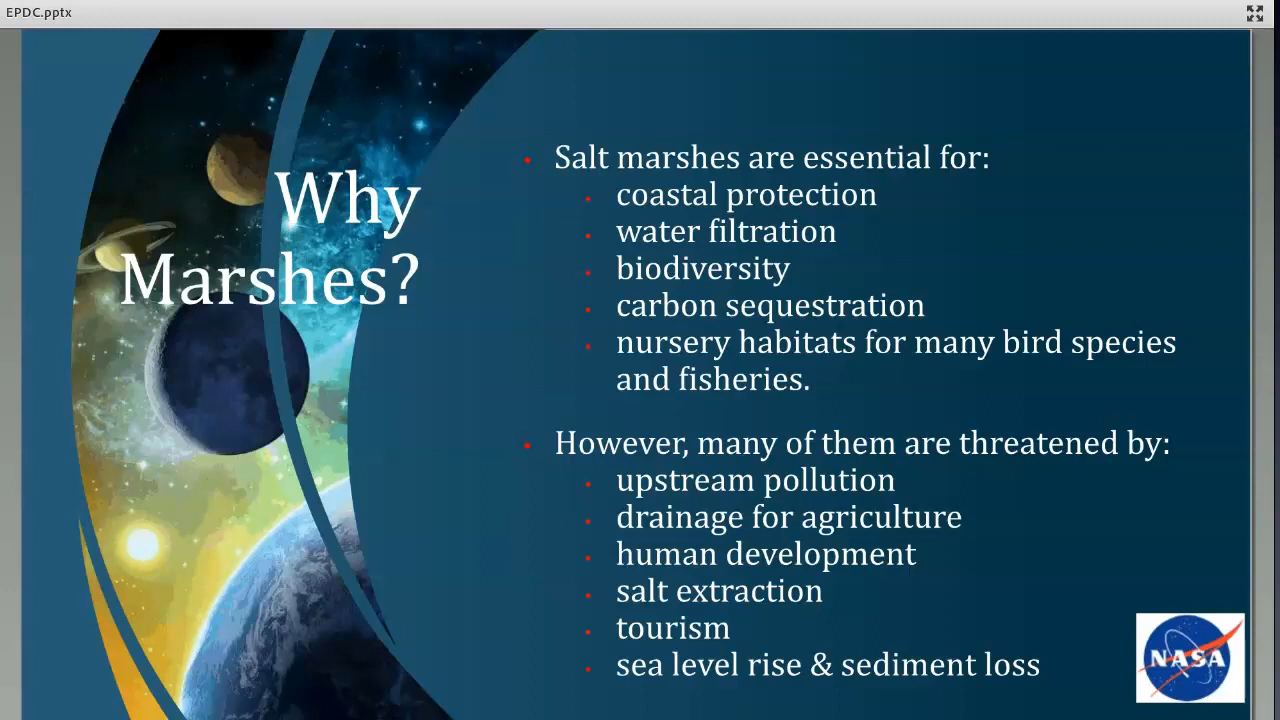 EPDC.pptx
Why
Marshes?
• Salt marshes are essential for:
• coastal protection
• water filtration
• biodiversity
• carbon sequestration
• nursery habitats for many bird species
and fisheries.
• However, many of them are threatened by:
• upstream pollution
• drainage for agriculture
• human development
• salt extraction
• tourism
• sea level rise & sediment loss
NASA